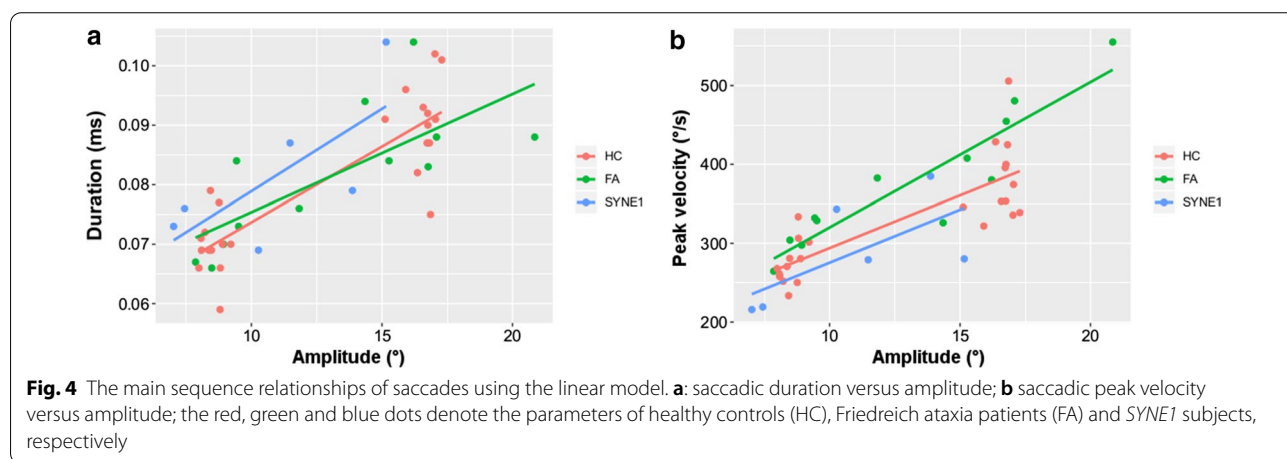 a
0.10
0.09
0.08
0.07
0.06
Duration (ms)
10
15
20
Amplitude (°)
HC
FA
SYNE1
b
500
400
300
200
Peak velocity (°/s)
10
15
20
Amplitude (°)
HC
FA
SYNE1
Fig. 4 The main sequence relationships of saccades using the linear model. a: saccadic duration versus amplitude; b saccadic peak velocity
versus amplitude; the red, green and blue dots denote the parameters of healthy controls (HC), Friedreich ataxia patients (FA) and SYNE1 subjects,
respectively